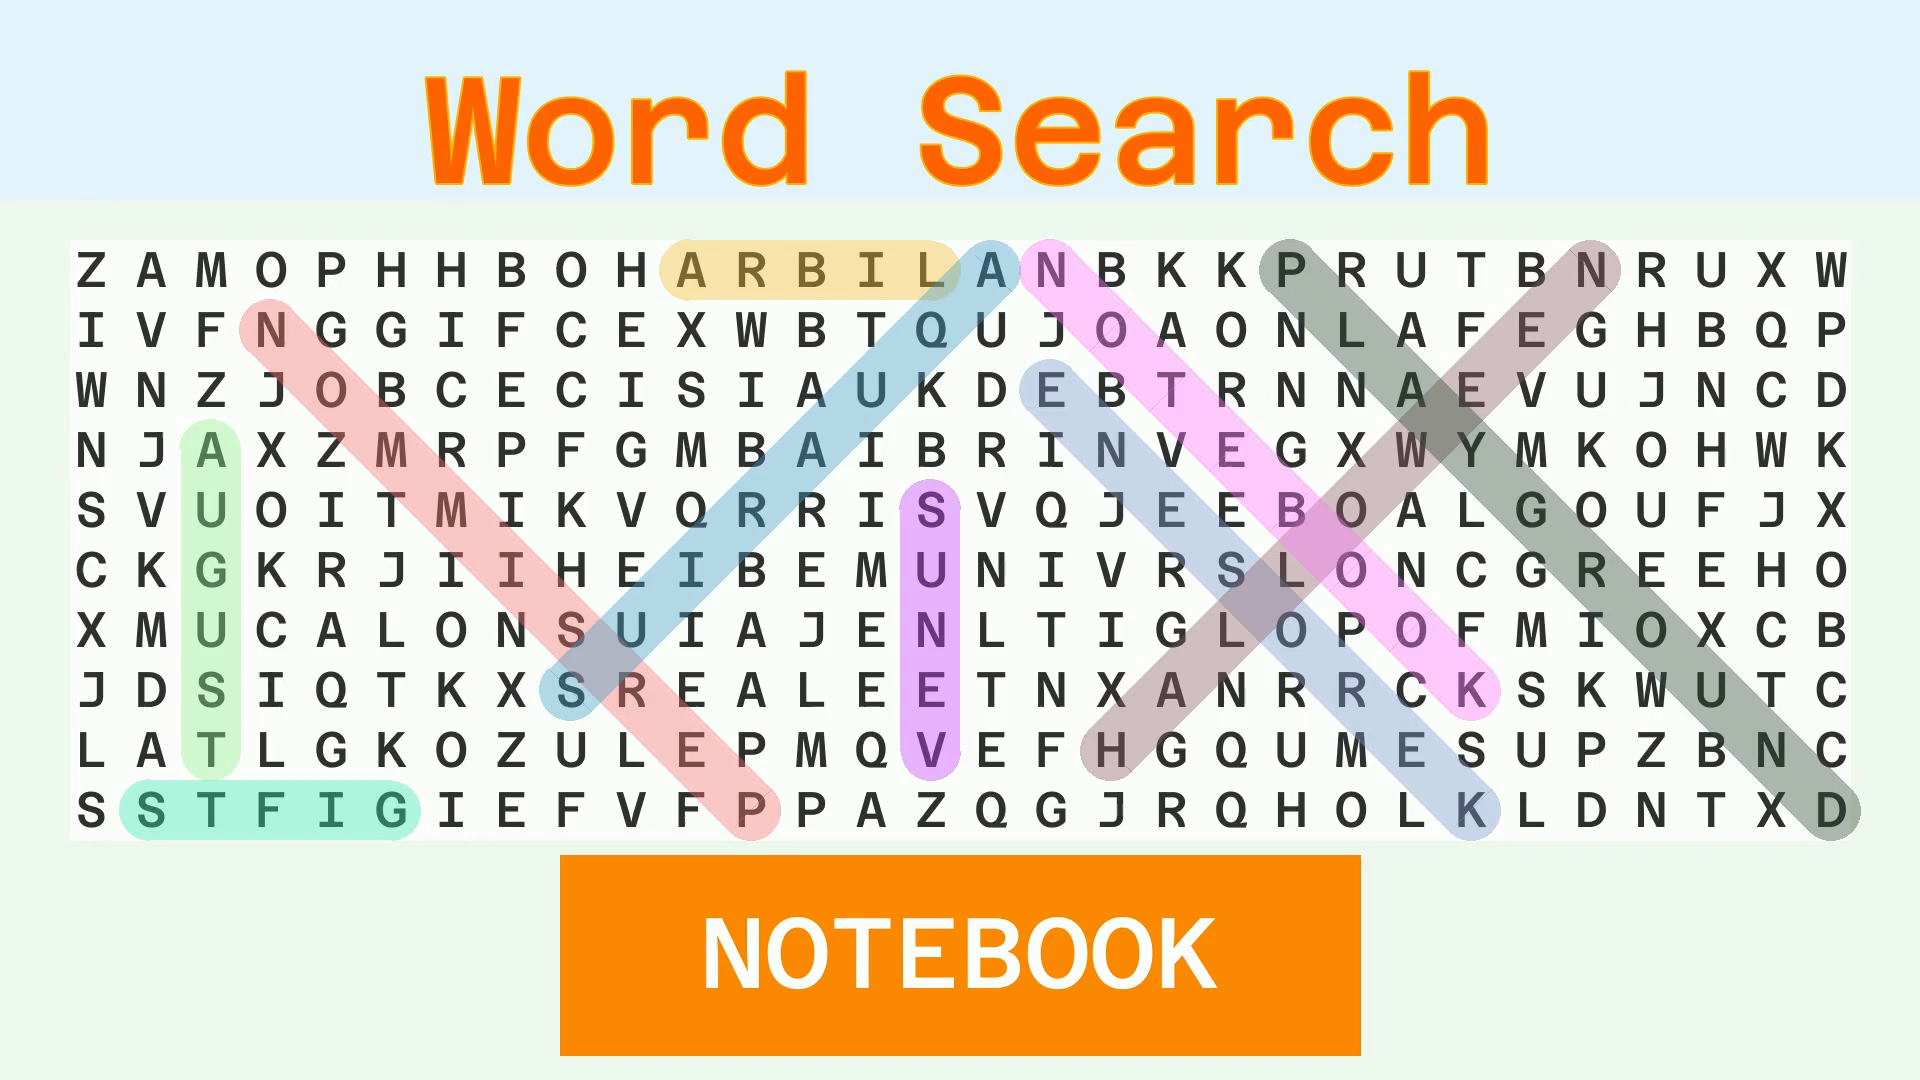 Word Search
Z A M O P H H B O H A R B I L A N B K K P R U T B N R U X W
I V F N G G I F C E X W B T Q U J O A O N L A F E G H B Q P
W N Z J O B C E C I S I A U K D E B T R N N A E V U J N C D
N J A X Z M R P F G M B A I B R I N V E G X W Y M K O H W K
S V U O I T M I K V Q R R I S V Q J E E B O A L G O U F J X
C K G K R J I I H E I B E M U N I V R S L O N C G R E E H O
X M U C A L O N S U I A J E N L T I G L O P O F M I O X C B
J D S I Q T K X S R E A L E E T N X A N R R C K S K W U T C
L A T L G K O Z U L E P M Q V E F H G Q U M E S U P Z B N C
S S T F I G I E F V F P P A Z Q G J R Q H O L K L D N T X D
NOTEBOOK